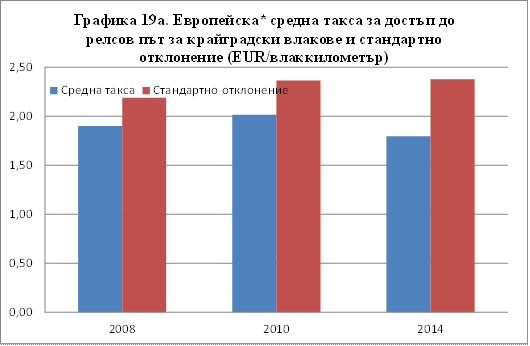 Графика 19а. Европейска* средна такса за достъп до
релсов път за крайградски влакове и стандартно
отклонение (EUR/влаккилометър)
2,50
Средна такса
Стандартно отклонение
2,00
1,50
1,00
0,50
0,00
2008
2010
2014